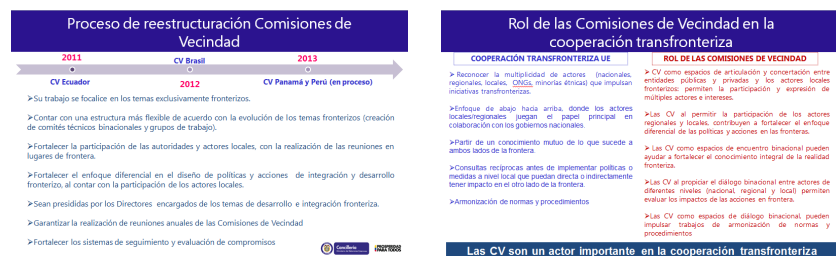 Proceso de reestructuración Comisiones de
Vecindad
2011
CV Brasil
2013
CV Ecuador
2012
CV Panamá y Perú (en proceso)
➢Su trabajo se focalice en los temas exclusivamente fronterizos.
➢Contar con una estructura más flexible de acuerdo con la evolución de los temas fronterizos (creación
de comités técnicos binacionales y grupos de trabajo).
➢Fortalecer la participación de las autoridades y actores locales, con la realización de las reuniones en
lugares de frontera.
➢Fortalecer el enfoque diferencial en el diseño de políticas y acciones de integración y desarrollo
fronterizo, al contar con la participación de los actores locales.
➢Sean presididas por los Directores encargados de los temas de desarrollo e integración fronteriza.
➢Garantizar la realización de reuniones anuales de las Comisiones de Vecindad
➢Fortalecer los sistemas de seguimiento y evaluación de compromisos
Cancillería
PROSPERIDAD
PARA TODOS
Rol de las Comisiones de Vecindad en la
cooperación transfronteriza
COOPERACIÓN TRANSFRONTERIZA UE
➢Reconocer la multiplicidad de actores (nacionales,
regionales, locales, ONGs, minorías étnicas) que impulsan
iniciativas transfronterizas.
➢Enfoque de abajo hacia arriba, donde los actores
locales/regionales juegan el papel principal en
colaboración con los gobiernos nacionales.
➢Partir de un conocimiento mutuo de lo que sucede a
ambos lados de la frontera.
➢Consultas recíprocas antes de implementar políticas o
medidas a nivel local que puedan directa o indirectamente
tener impacto en el otro lado de la frontera.
➢Armonización de normas y procedimientos
ROL DE LAS COMISIONES DE VECINDAD
➢ CV como espacios de articulación y concertación entre
entidades públicas y privadas y los actores locales
fronterizos: permiten la participación y expresión de
múltiples actores e intereses.
➢Las CV al permitir la participación de los actores
regionales y locales, contribuyen a fortalecer el enfoque
diferencial de las políticas y acciones en las fronteras.
➢ Las CV como espacios de encuentro binacional pueden
ayudar a fortalecer el conocimiento integral de la realidad
fronteriza.
➢Las CV al propiciar el diálogo binacional entre actores de
diferentes niveles (nacional, regional y local) permiten
evaluar los impactos de las acciones en la frontera.
➢Las CV como espacios de diálogo binacional, pueden
impulsar trabajos de armonización de normas y
procedimientos
Las CV son un actor importante en la cooperación transfronteriza